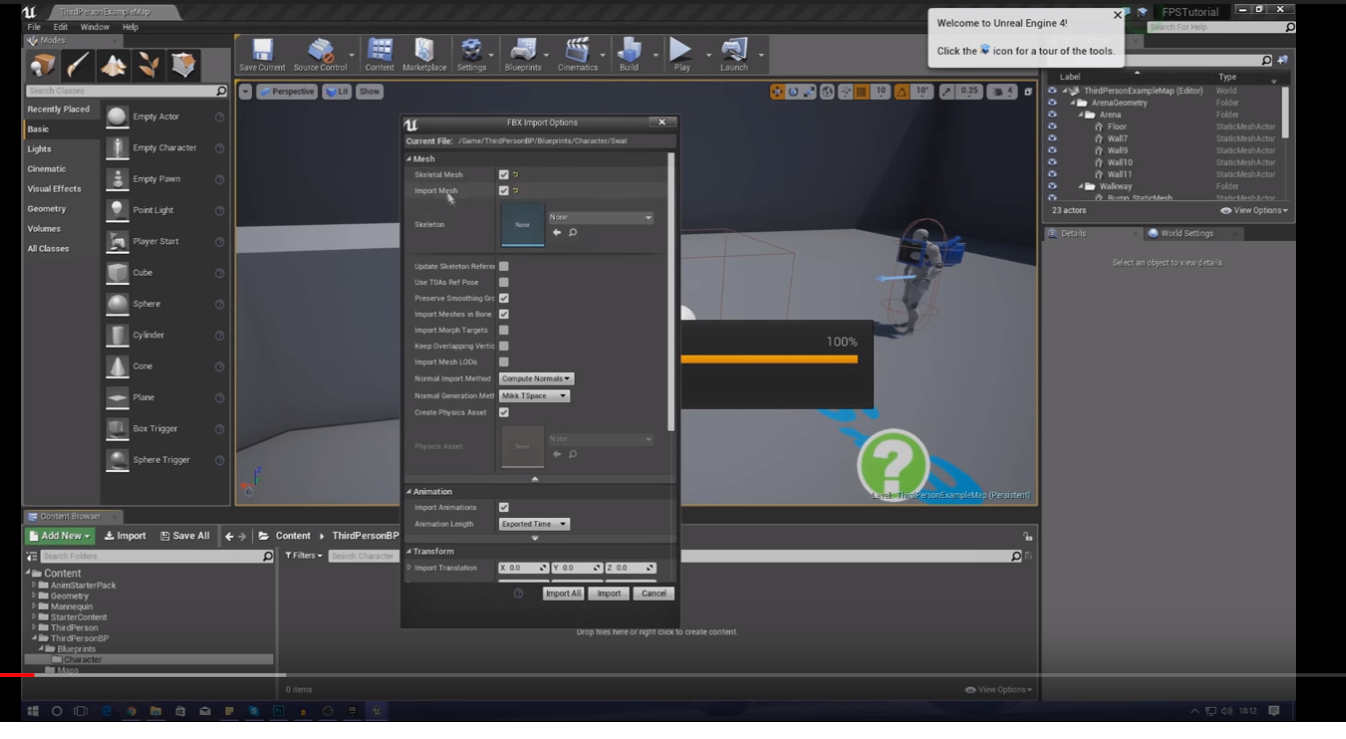 ThirdPersonExampleMap
FPSTutorial
File Edit Window Help
Search For Help
Welcome to Unreal Engine 4!
Click the icon for a tour of the tools.
Modes
Save Current Source Control Content Marketplace Settings Blueprints Cinematics Build Play Launch
Search Classes
Recently Placed
Basic
Lights
Cinematic
Visual Effects
Geometry
Volumes
All Classes
Empty Actor
Empty Character
Empty Pawn
Point Light
Player Start
Cube
Sphere
Cylinder
Cone
Plane
Box Trigger
Sphere Trigger
Perspective Lit Show
10 10° 0.25 4
FBX Import Options
Current File: /Game/ThirdPersonBP/Blueprints/Character/Swat
Mesh
Skeletal Mesh
Import Mesh
Skeleton None None
Update Skeleton Referen
Use T0As Ref Pose
Preserve Smoothing Grc
Import Meshes in Bone
Import Morph Targets
Keep Overlapping Vertic
Import Mesh LODs
Normal Import Method Compute Normals
Normal Generation Met Mikk TSpace
Create Physics Asset
Physics Asset None None
Animation
Import Animations
Animation Length Exported Time
Transform
Import Translation X 0.0 Y 0.0 Z 0.0
Import All Import Cancel
100%
Level: ThirdPersonExampleMap (Persistent)
Label Type
ThirdPersonExampleMap (Editor) World
ArenaGeometry Folder
Arena Folder
Floor StaticMeshActor
Wall7 StaticMeshActor
Wall9 StaticMeshActor
Wall10 StaticMeshActor
Wall11 StaticMeshActor
Walkway Folder
Bump_StaticMesh StaticMeshActor
23 actors View Options
Details World Settings
Select an object to view details.
Content Browser
Add New Import Save All Content ThirdPersonBP
Search Folders
Filters Search Character
Content
AnimStarterPack
Geometry
Mannequin
StarterContent
ThirdPerson
ThirdPersonBP
Blueprints
Character
Maps
Drop files here or right click to create content.
0 items View Options
18:12